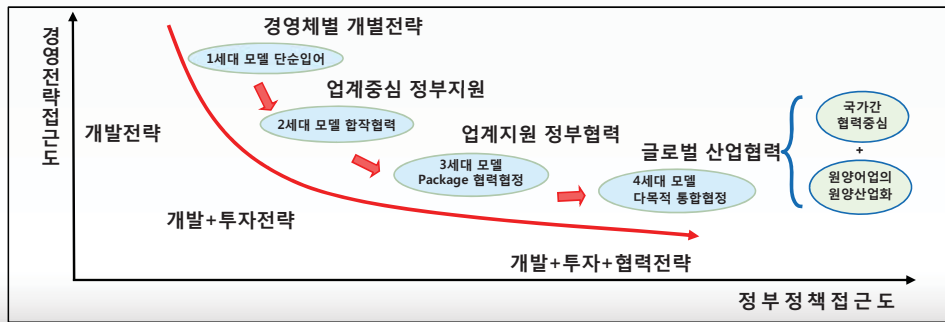 경영전략접근도
경영체별 개별전략
1세대 모델 단순입어
업계중심 정부지원
2세대 모델 합작협력
개발전략
업계지원 정부협력
3세대 모델
Package 협력협정
글로벌 산업협력
4세대 모델
다목적 통합협정
국가간
협력중심
+
원양어업의
원양산업화
개발+투자전략
개발+투자+협력전략
정부정책접근도